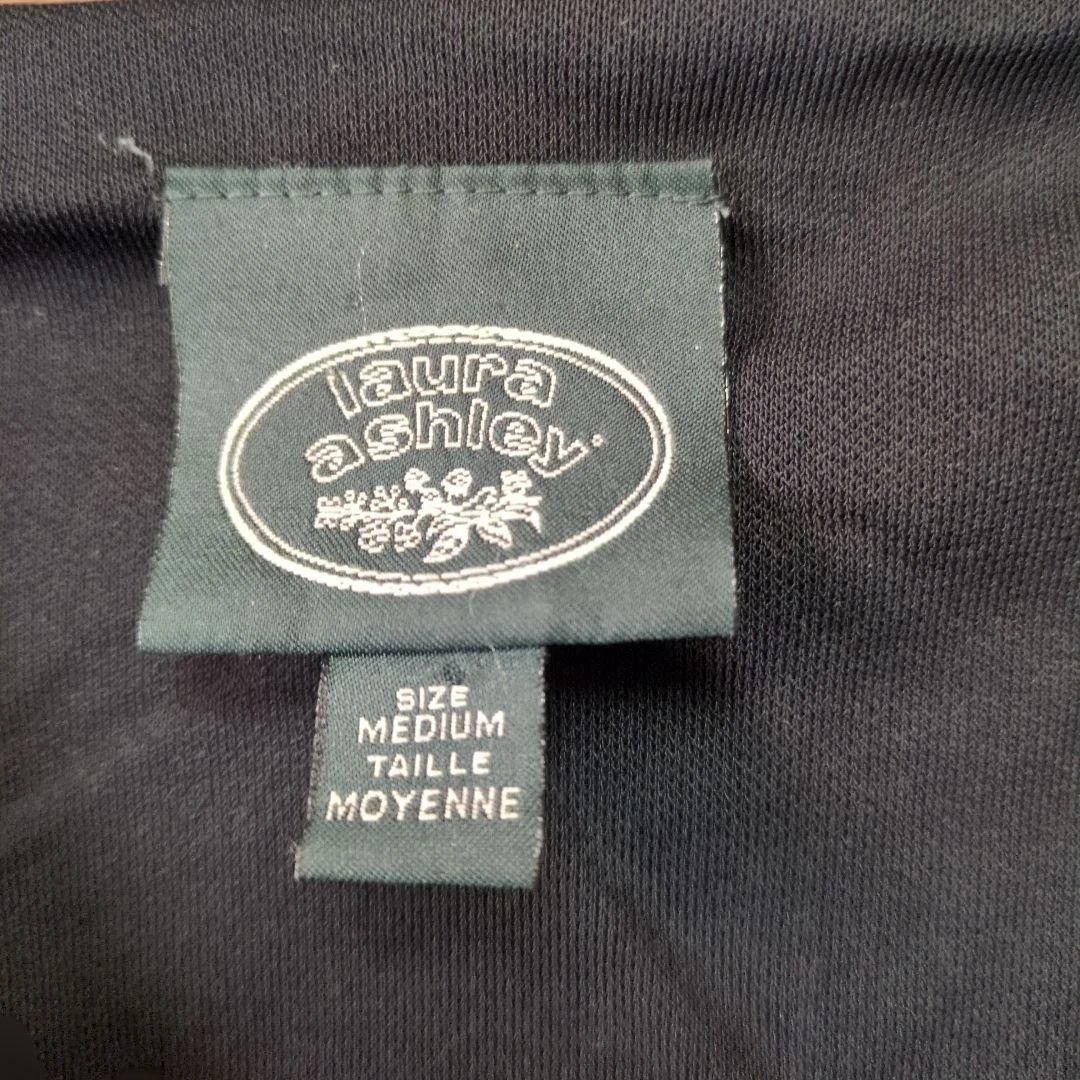 laura
ashley.
SIZE
MEDIUM
TAILLE
MOYENNE